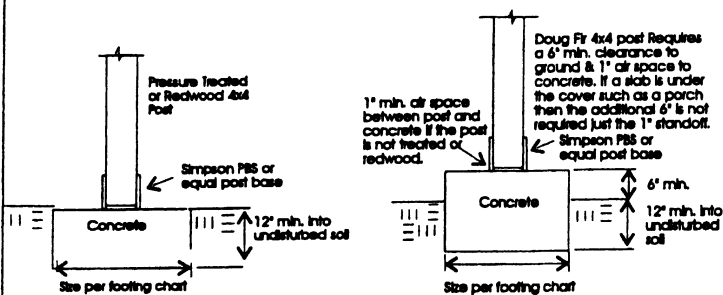 Pressure Treated
or Redwood 4x4
Post
Simpson PBS or
equal post base
Concrete
12" min. into
undisturbed soil
Size per footing chart
Doug Fir 4x4 post Requires
a 6" min. clearance to
ground & 1" air space to
concrete. If a slab is under
the cover such as a porch
then the additional 6" is not
required just the 1" standoff.
1" min. air space
between post and
concrete if the post
is not treated or
redwood.
Simpson PBS or
equal post base
6" min.
Concrete
12" min. into
undisturbed
soil
Size per footing chart